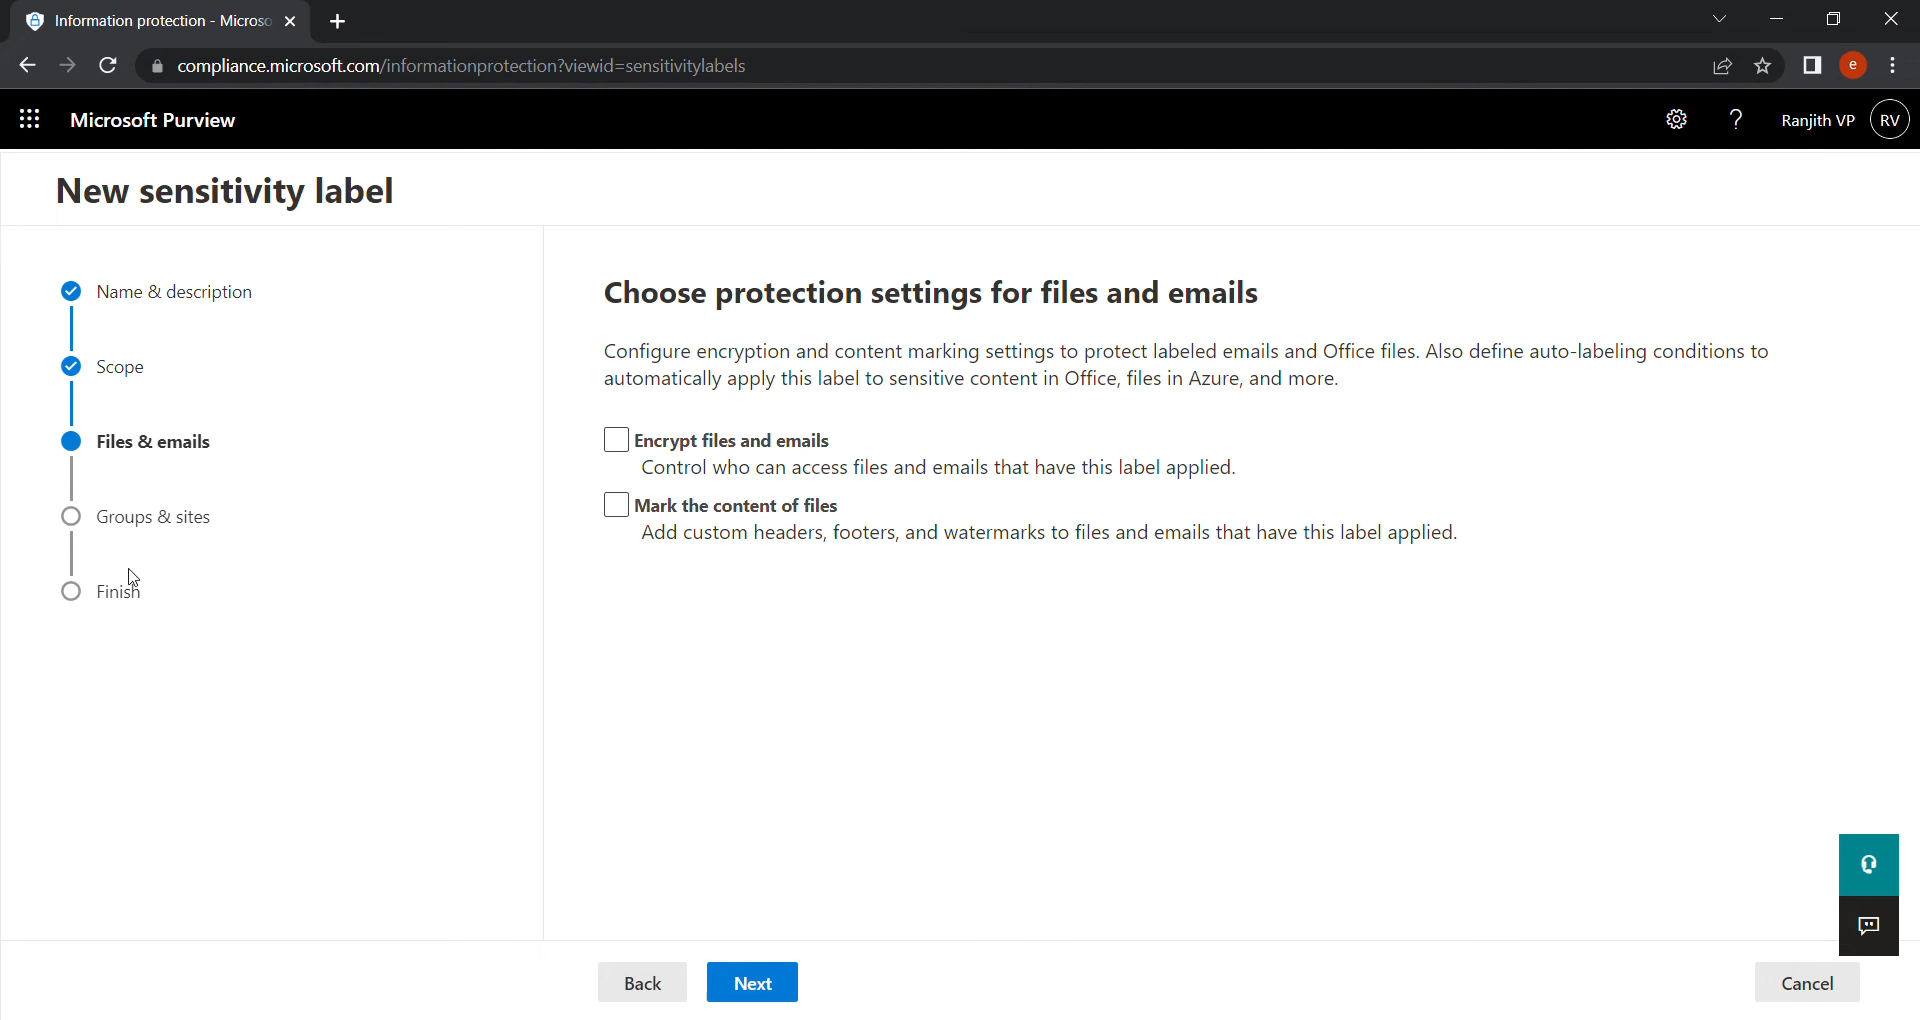 Information protection - Microso
compliance.microsoft.com/informationprotection?viewid=sensitivitylabels
e
Microsoft Purview
?
Ranjith VP
RV
New sensitivity label
Name & description
Scope
Files & emails
Groups & sites
Finish
Choose protection settings for files and emails
Configure encryption and content marking settings to protect labeled emails and Office files. Also define auto-labeling conditions to
automatically apply this label to sensitive content in Office, files in Azure, and more.
Encrypt files and emails
Control who can access files and emails that have this label applied.
Mark the content of files
Add custom headers, footers, and watermarks to files and emails that have this label applied.
Back
Next
Cancel